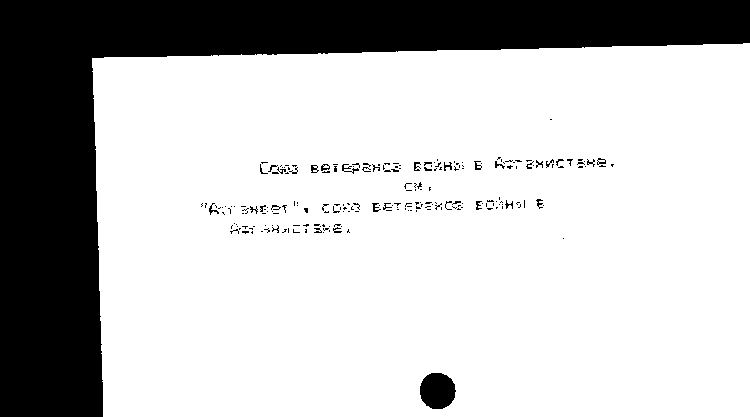 Союз ветеранов войны в Афганистане.
см.
"Афганвет", союз ветеранов войны в
Афганистане.